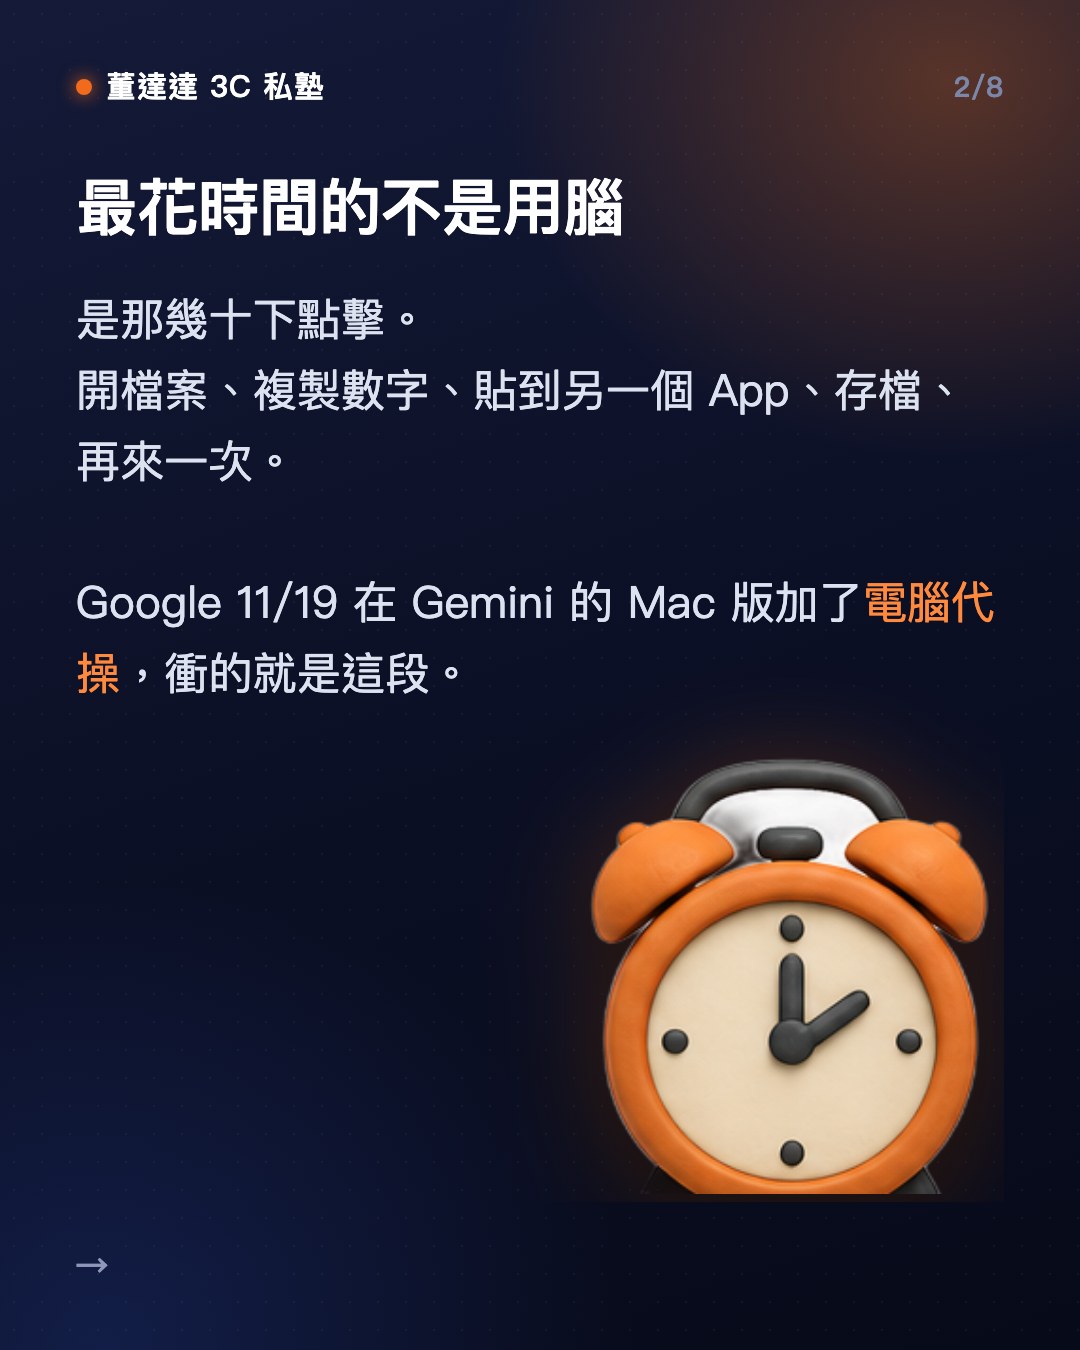 董達達 3C 私塾
2/8
最花時間的不是用腦
是那幾十下點擊。
開檔案、複製數字、貼到另一個 App、存檔、
再來一次。
Google 11/19 在 Gemini 的 Mac 版加了電腦代
操，衝的就是這段。
→